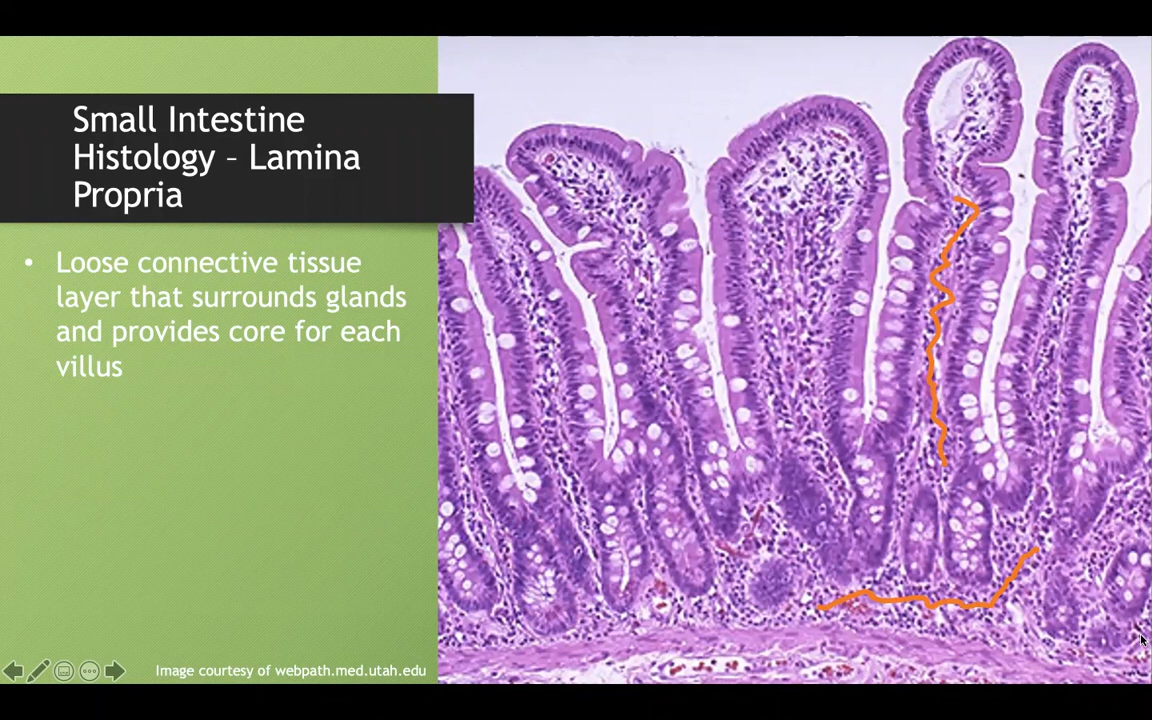 Small Intestine
Histology – Lamina
Propria
• Loose connective tissue
layer that surrounds glands
and provides core for each
villus
Image courtesy of webpath.med.utah.edu